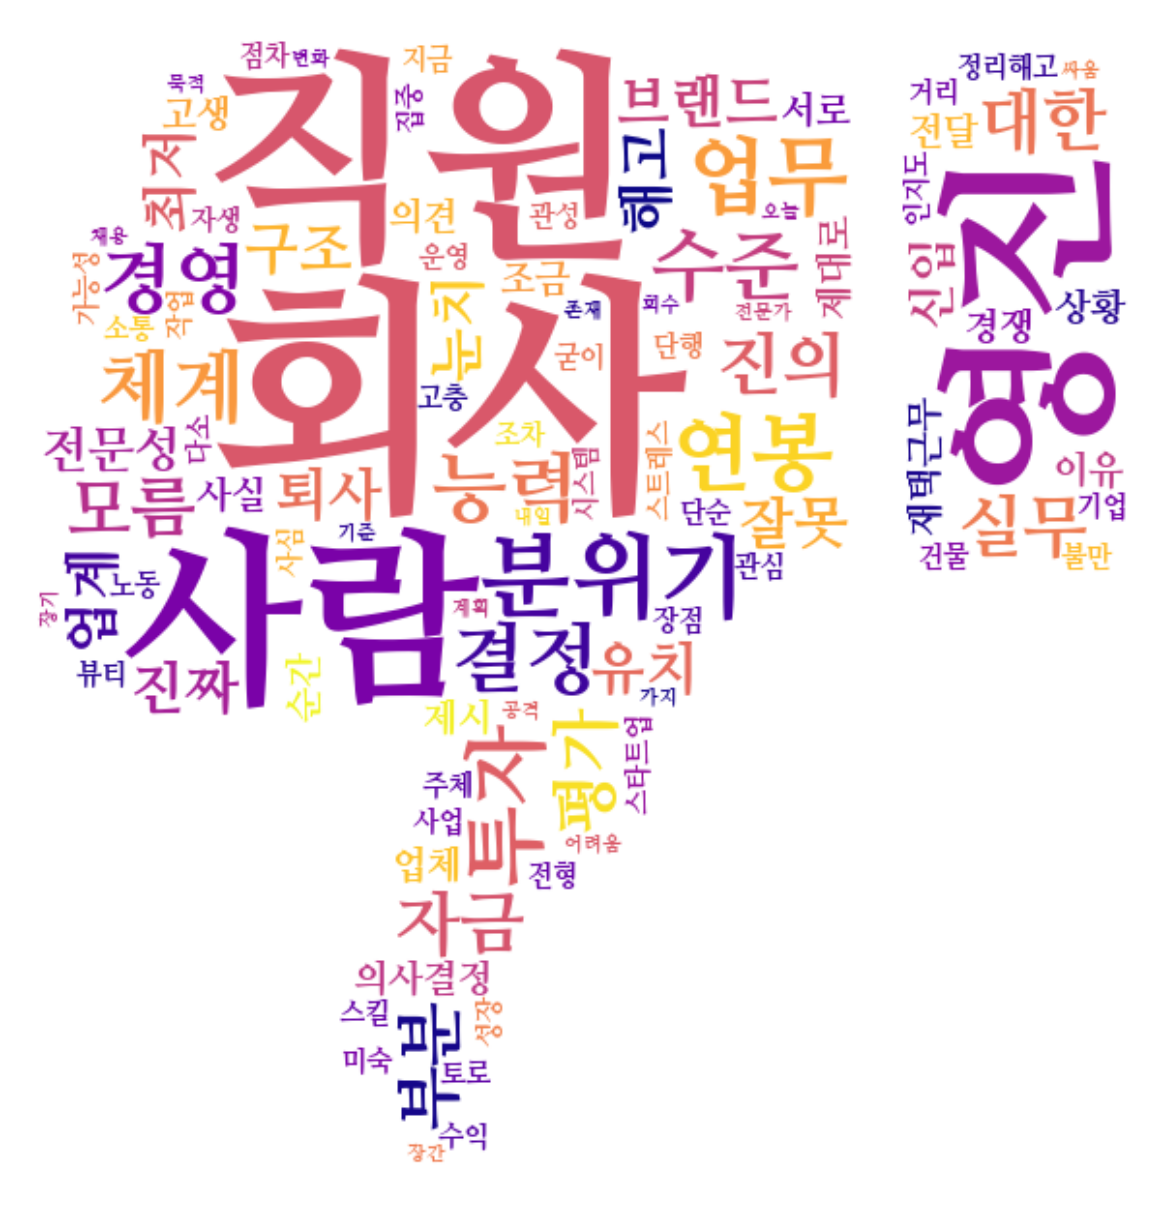 점차
변화
지금
직원
브랜드
서로
정리해고
싸움
목적
고생
집중
거리
전달
대한
최저
해고
업무
자생
의견
관성
오늘
인지도
영진
채용
경영
구조
운영
조금
수준
제대로
신입
가능성
소통
작업
눈치
존재
회수
전문가
경쟁
상황
회사
굳이
단행
진의
체계
고충
전문성
다소
조차
스트레스
연봉
재택근무
이유
모름
사실
퇴사
능력
시스템
단순
잘못
실무
기업
내일
건물
불만
업계
노동
사심
기준
사람
분위기
관심
장기
계획
장점
뷰티
진짜
순간
결정
유치
가지
제시
공격
투자
평가
스타트업
주체
사업
어려움
업체
전형
자금
의사결정
스킬
부분
성장
미숙
토로
수익
장간